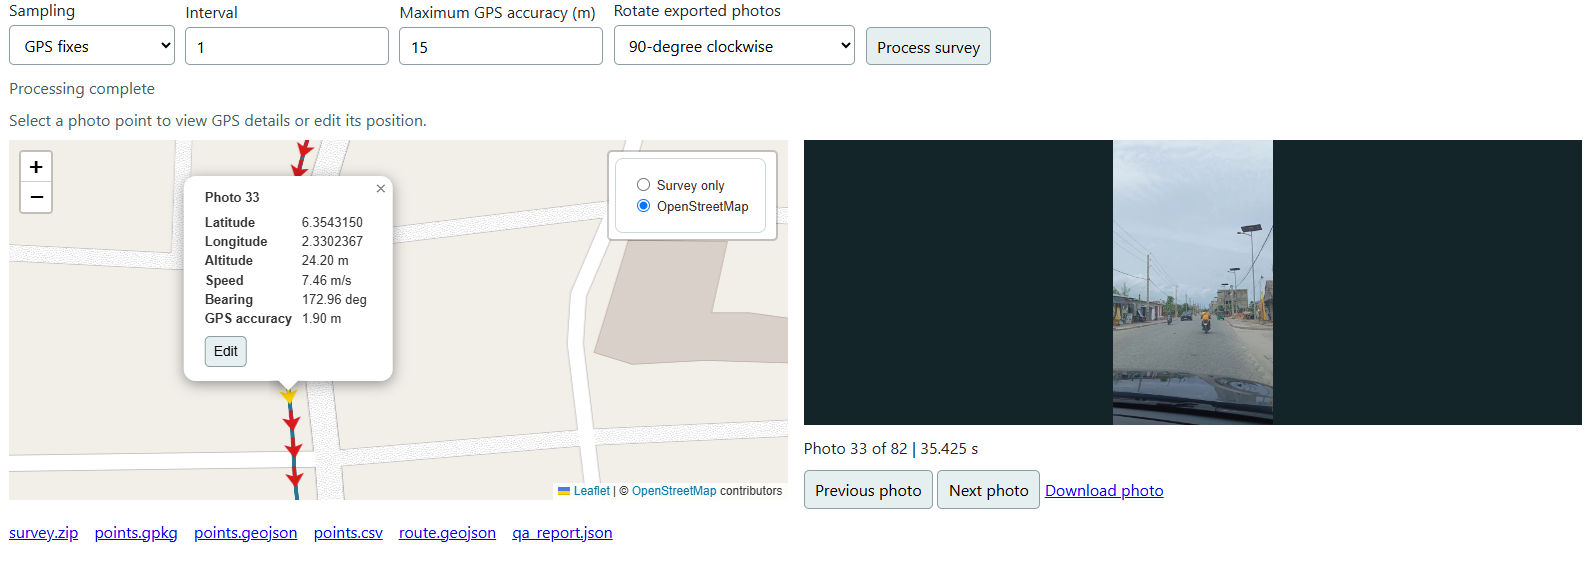 Sampling
Interval
Maximum GPS accuracy (m)
Rotate exported photos
GPS fixes
1
15
90-degree clockwise
Process survey
Processing complete
Select a photo point to view GPS details or edit its position.
+
−
Photo 33
×
Latitude 6.3543150
Longitude 2.3302367
Altitude 24.20 m
Speed 7.46 m/s
Bearing 172.96 deg
GPS accuracy 1.90 m
Edit
Survey only
OpenStreetMap
Leaflet | © OpenStreetMap contributors
Photo 33 of 82 | 35.425 s
Previous photo
Next photo
Download photo
survey.zip points.gpkg points.geojson points.csv route.geojson qa_report.json